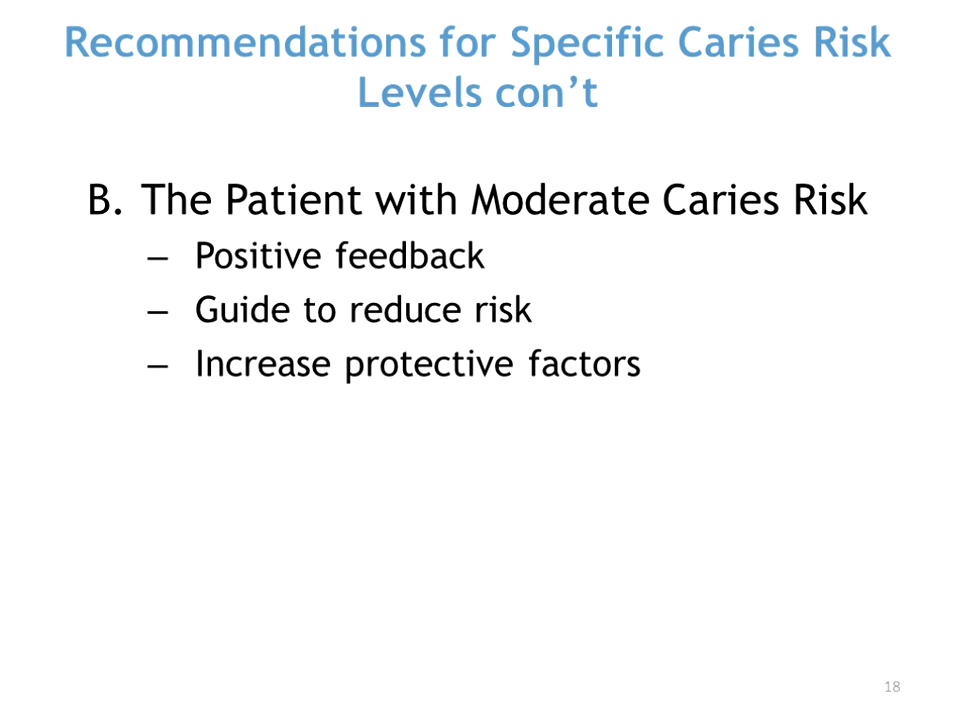 Recommendations for Specific Caries Risk
Levels con’t
B. The Patient with Moderate Caries Risk
– Positive feedback
– Guide to reduce risk
– Increase protective factors
18